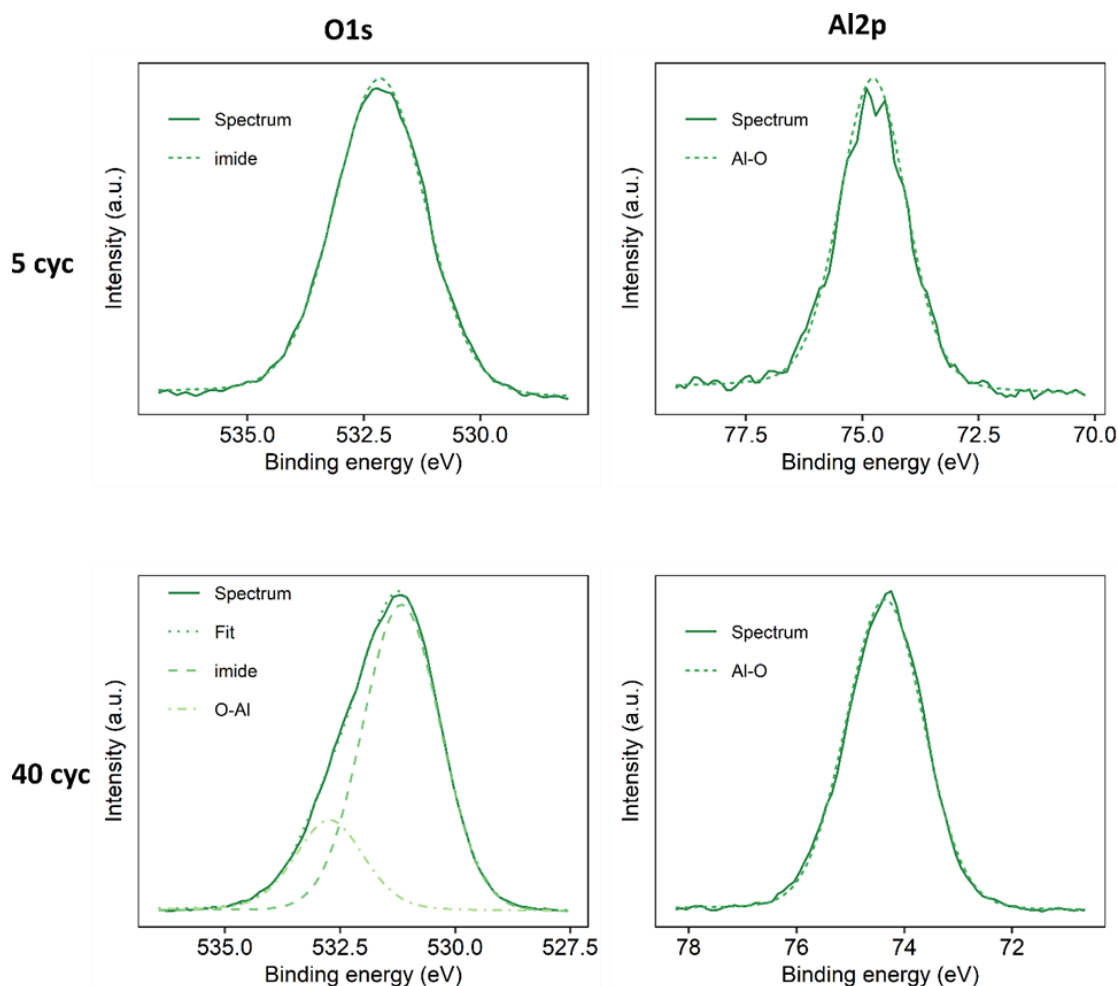 O1s
Al2p
5 cyc
Intensity (a.u.)
Spectrum
imide
535.0 532.5 530.0
Binding energy (eV)
Intensity (a.u.)
Spectrum
Al-O
77.5 75.0 72.5 70.0
Binding energy (eV)
40 cyc
Intensity (a.u.)
Spectrum
Fit
imide
O-Al
535.0 532.5 530.0 527.5
Binding energy (eV)
Intensity (a.u.)
Spectrum
Al-O
78 76 74 72
Binding energy (eV)